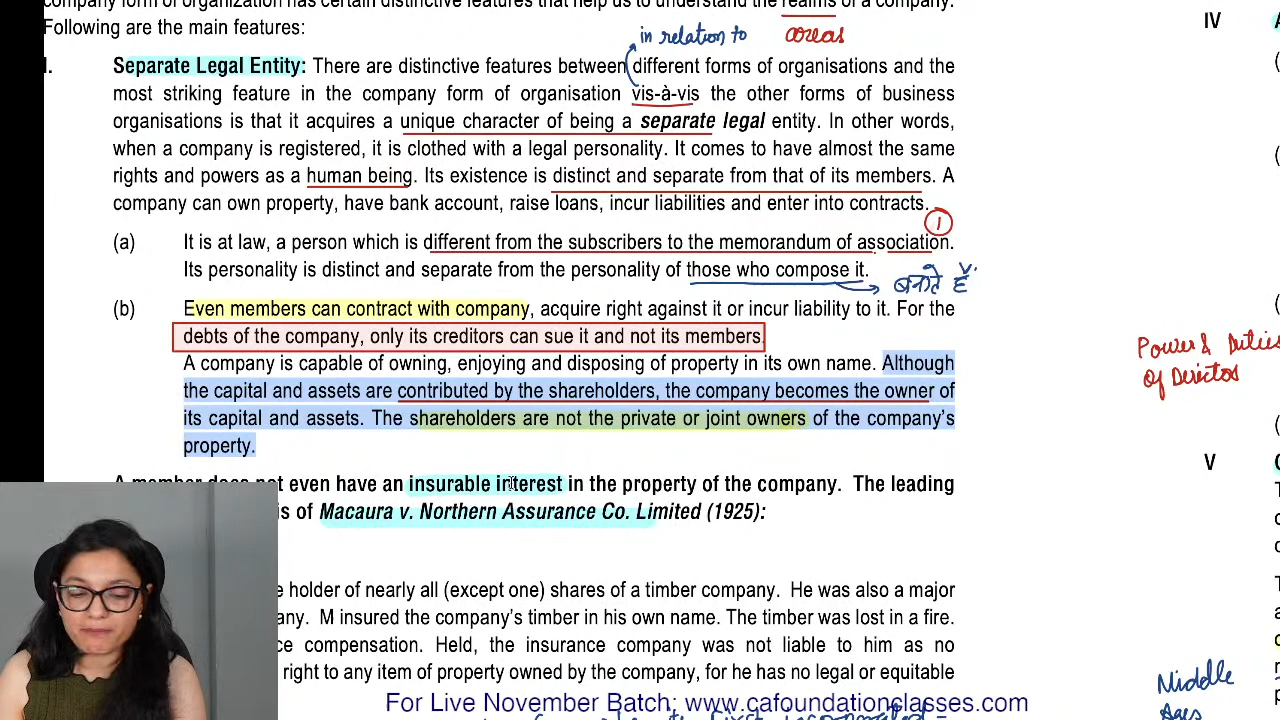 company form of organization has certain distinctive features that help us to understand the realms of a company.
Following are the main features:
in relation to
areas
I. Separate Legal Entity: There are distinctive features between different forms of organisations and the
most striking feature in the company form of organisation vis-à-vis the other forms of business
organisations is that it acquires a unique character of being a separate legal entity. In other words,
when a company is registered, it is clothed with a legal personality. It comes to have almost the same
rights and powers as a human being. Its existence is distinct and separate from that of its members. A
company can own property, have bank account, raise loans, incur liabilities and enter into contracts.
1
(a) It is at law, a person which is different from the subscribers to the memorandum of association.
Its personality is distinct and separate from the personality of those who compose it.
बनाते हैं
(b) Even members can contract with company, acquire right against it or incur liability to it. For the
debts of the company, only its creditors can sue it and not its members.
A company is capable of owning, enjoying and disposing of property in its own name. Although
the capital and assets are contributed by the shareholders, the company becomes the owner of
its capital and assets. The shareholders are not the private or joint owners of the company's
property.
A member does not even have an insurable interest in the property of the company. The leading
is of Macaura v. Northern Assurance Co. Limited (1925):
holder of nearly all (except one) shares of a timber company. He was also a major
M insured the company's timber in his own name. The timber was lost in a fire.
compensation. Held, the insurance company was not liable to him as no
right to any item of property owned by the company, for he has no legal or equitable
For Live November Batch: www.cafoundationclasses.com
IV
Power & Duties
Of Directos
V
Middle
Ages